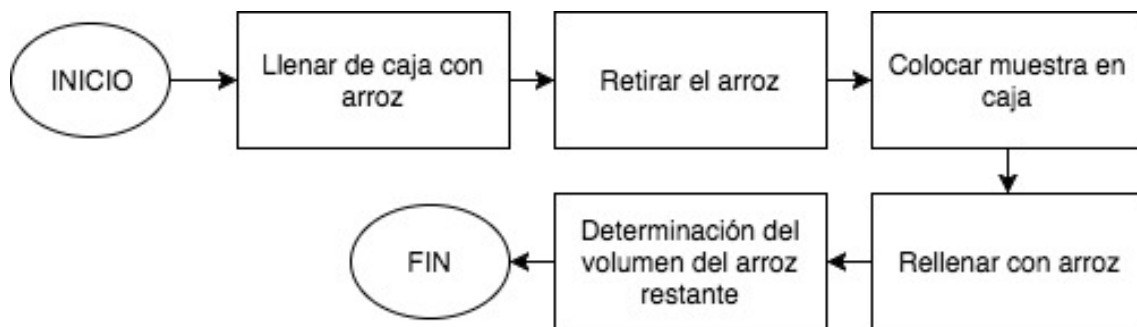 INICIO
Llenar de caja con
arroz
Retirar el arroz
Colocar muestra en
caja
Rellenar con arroz
Determinación del
volumen del arroz
restante
FIN